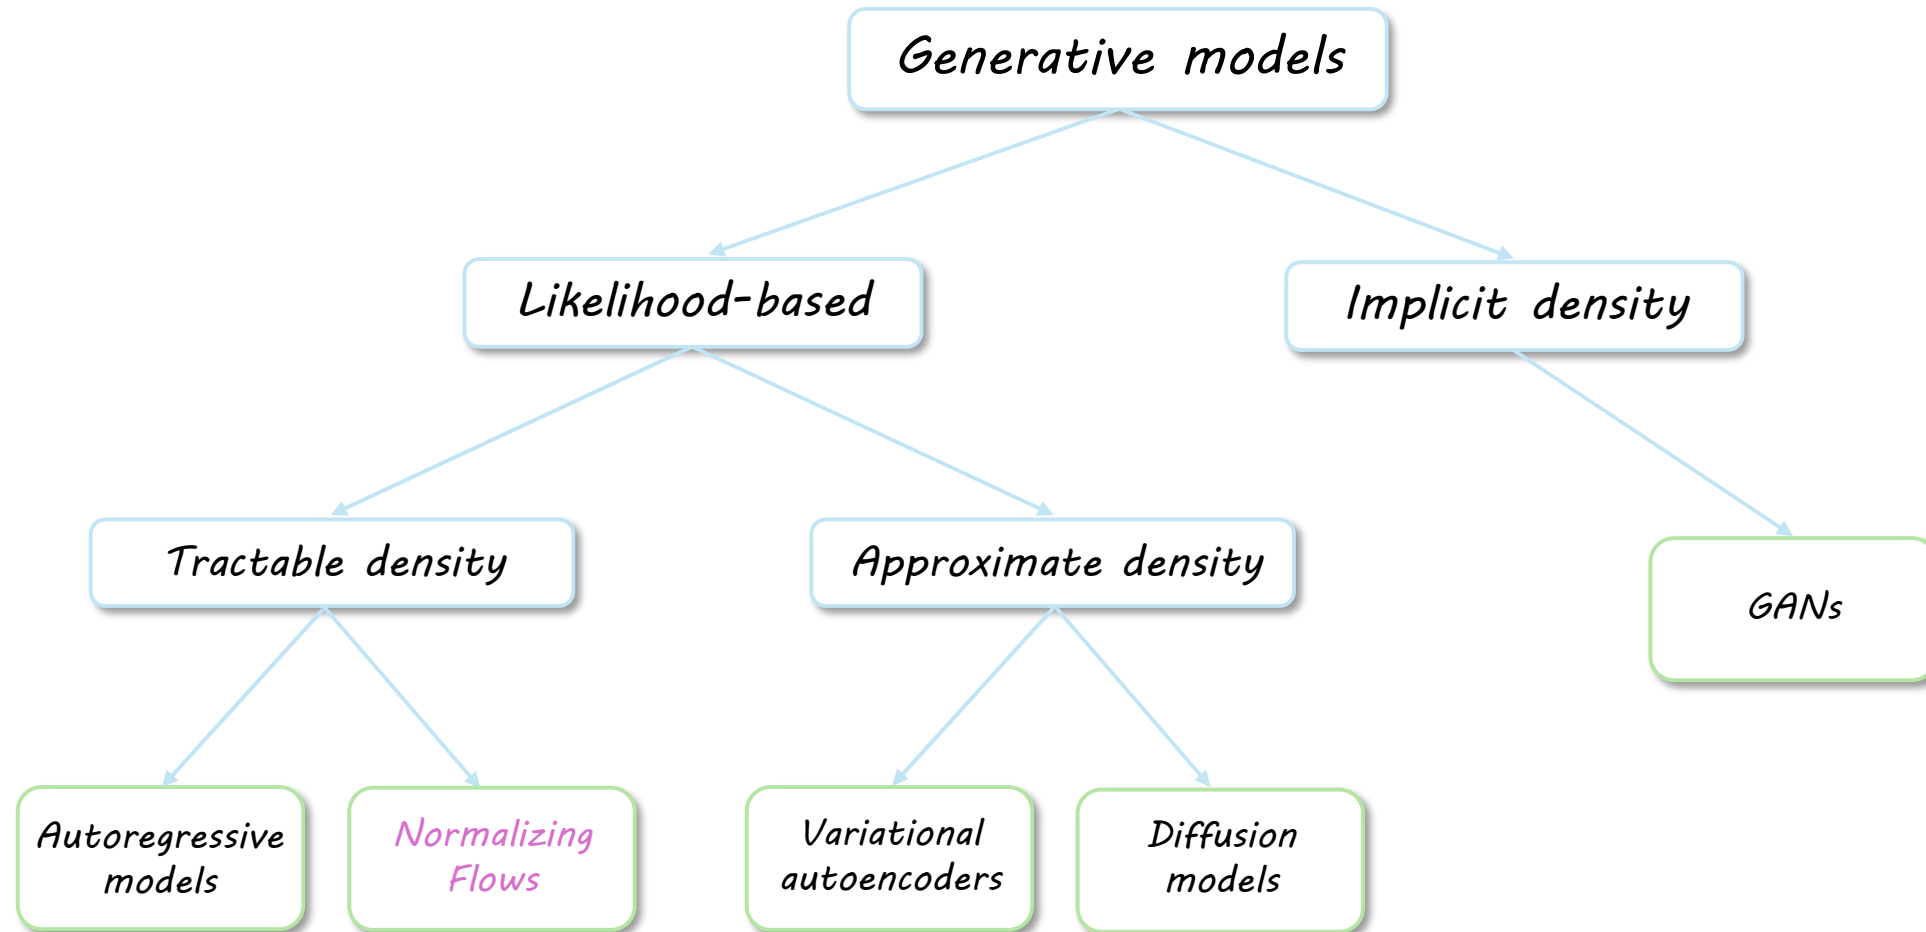 Generative models
Likelihood-based
Implicit density
Tractable density
Approximate density
GANs
Autoregressive
models
Normalizing
Flows
Variational
autoencoders
Diffusion
models